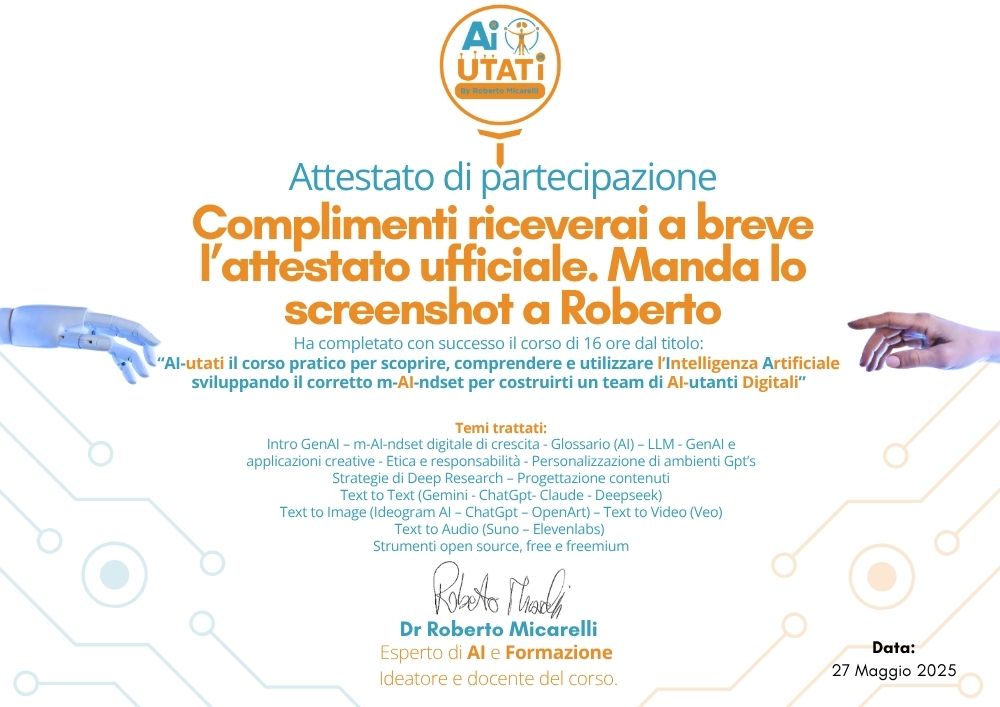 Ai
UTATi
By Roberto Micarelli
Attestato di partecipazione
Complimenti riceverai a breve
l’attestato ufficiale. Manda lo
screenshot a Roberto
Ha completato con successo il corso di 16 ore dal titolo:
“AI-utati il corso pratico per scoprire, comprendere e utilizzare l’Intelligenza Artificiale
sviluppando il corretto m-AI-ndset per costruirti un team di AI-utanti Digitali”
Temi trattati:
Intro GenAI – m-AI-ndset digitale di crescita - Glossario (AI) – LLM - GenAI e
applicazioni creative - Etica e responsabilità - Personalizzazione di ambienti Gpt’s
Strategie di Deep Research – Progettazione contenuti
Text to Text (Gemini - ChatGpt- Claude - Deepseek)
Text to Image (Ideogram AI – ChatGpt – OpenArt) – Text to Video (Veo)
Text to Audio (Suno – Elevenlabs)
Strumenti open source, free e freemium
Roberto Micarelli
Dr Roberto Micarelli
Esperto di AI e Formazione
Ideatore e docente del corso.
Data:
27 Maggio 2025